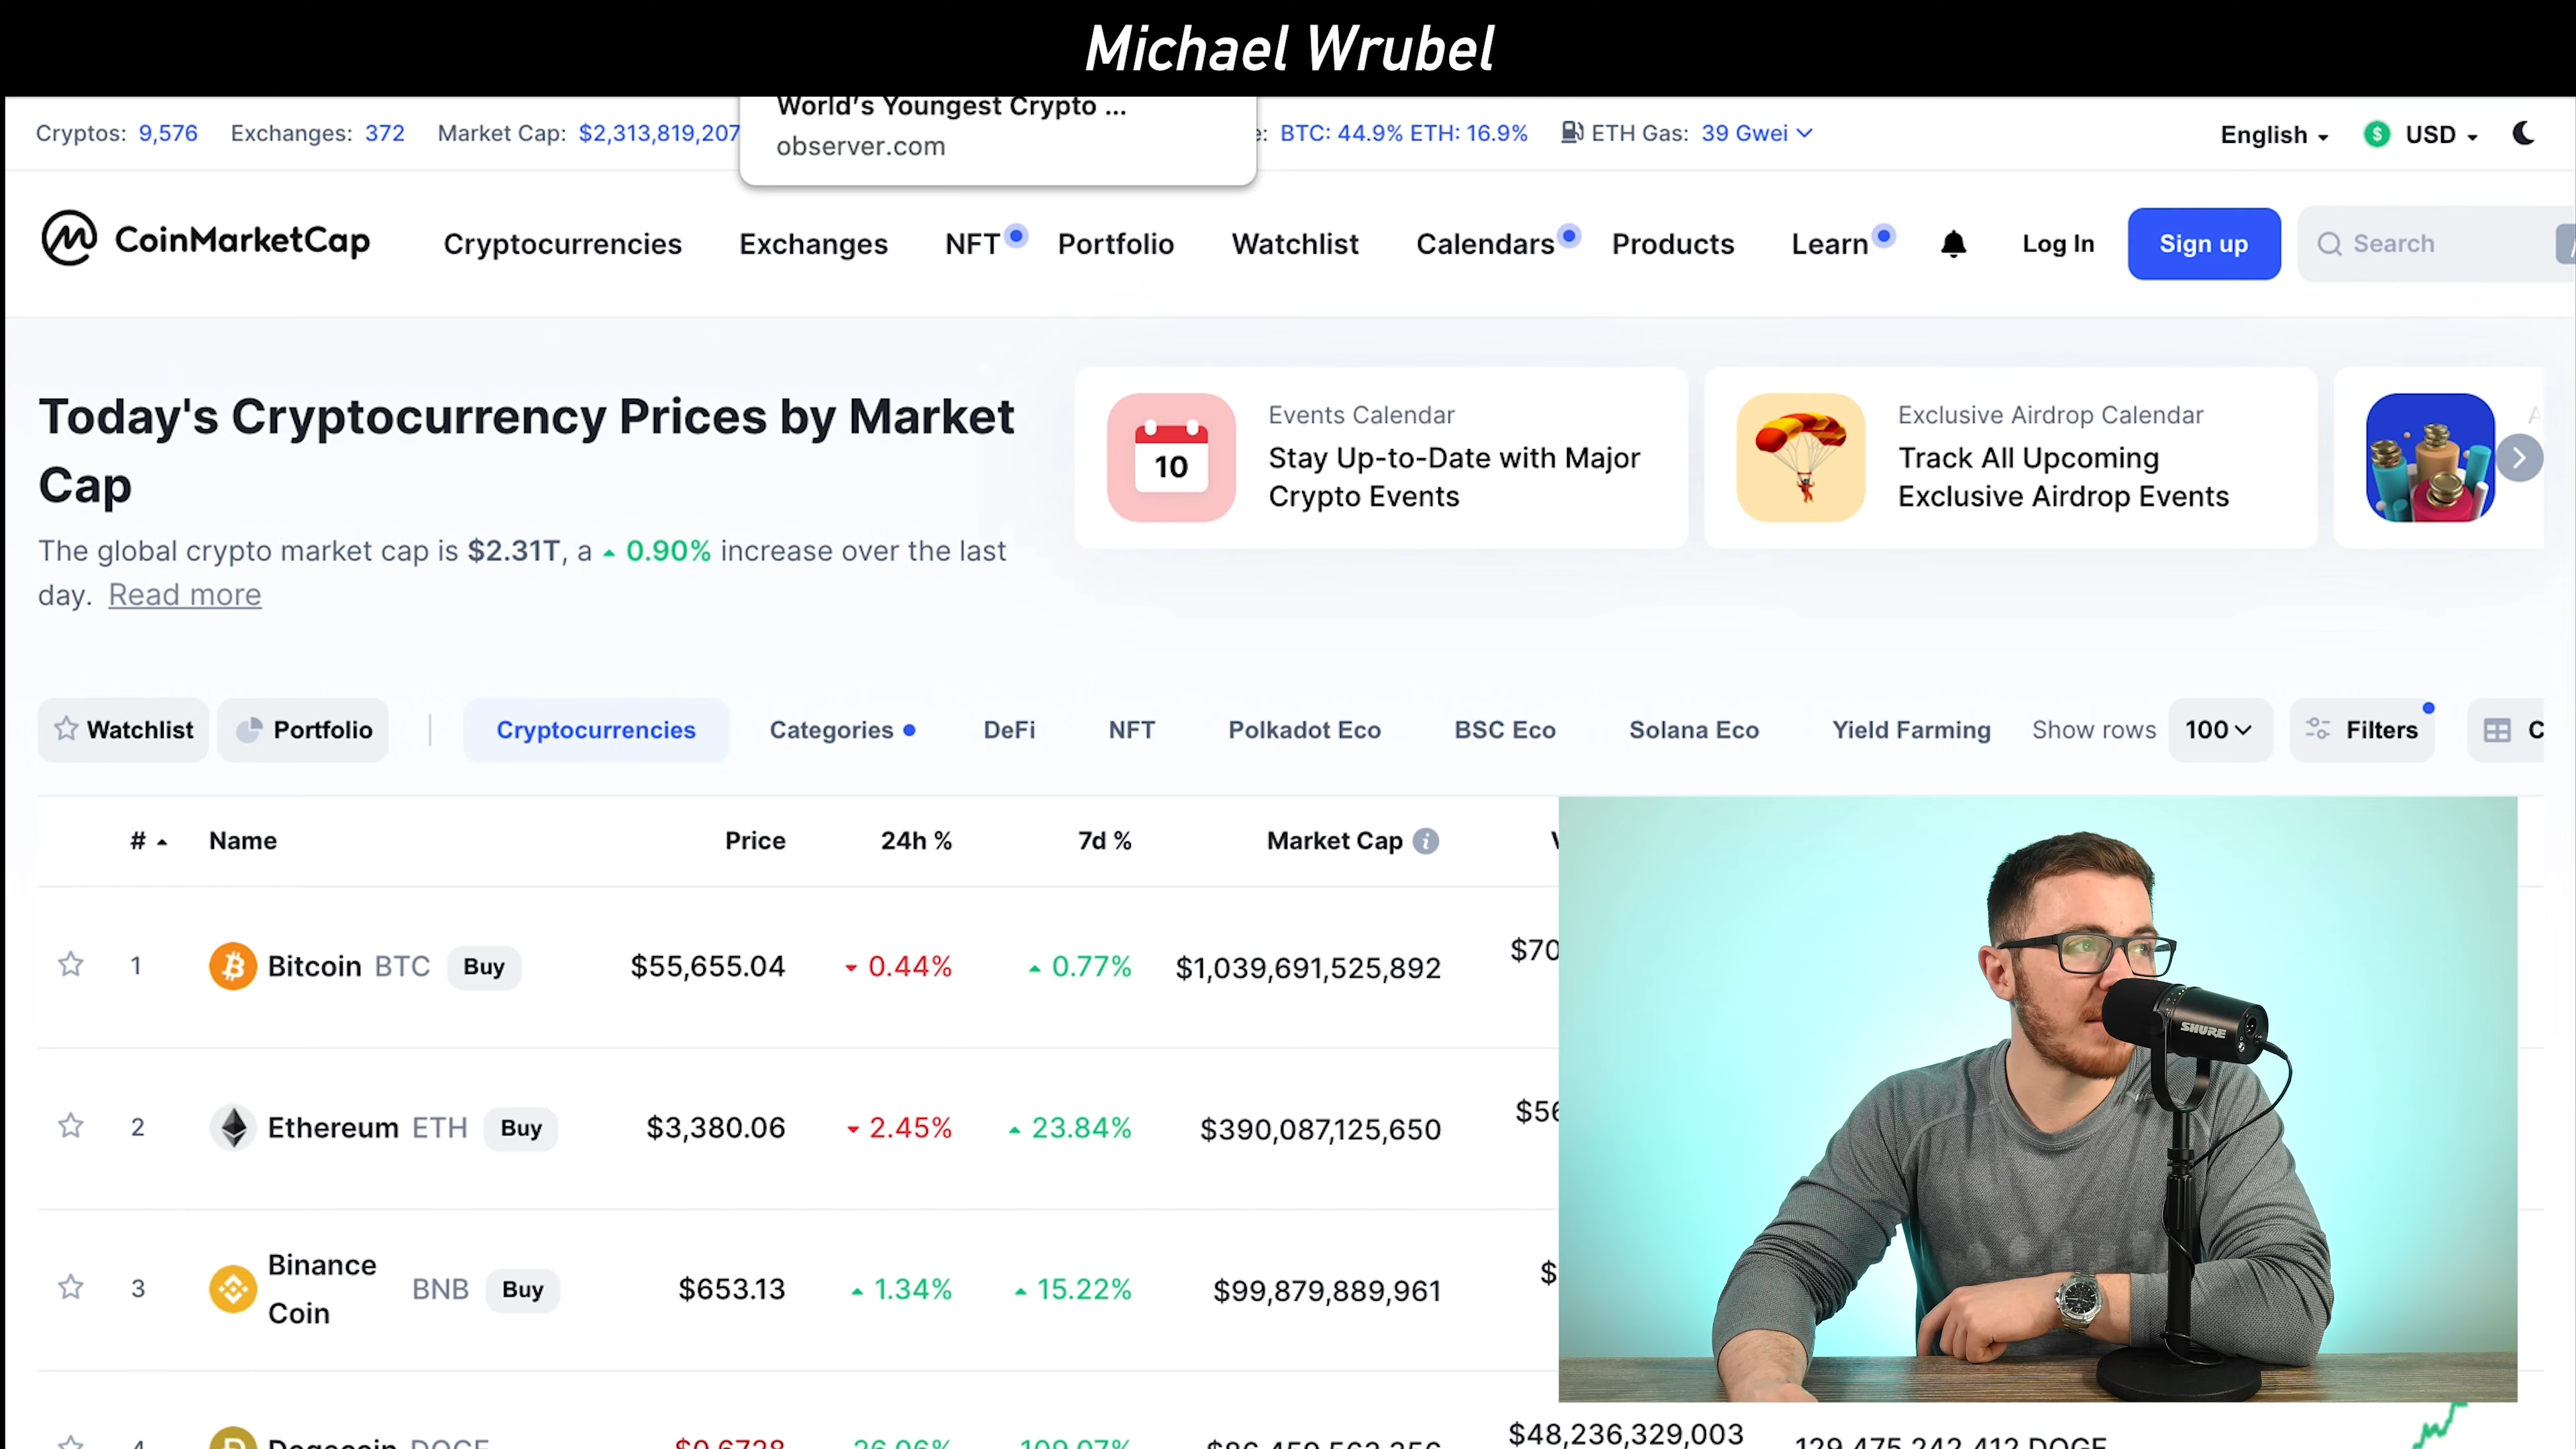 Michael Wrubel
World's Youngest Crypto ...
observer.com
Cryptos: 9,576 Exchanges: 372 Market Cap: $2,313,819,207 BTC: 44.9% ETH: 16.9% ETH Gas: 39 Gwei English USD
CoinMarketCap Cryptocurrencies Exchanges NFT Portfolio Watchlist Calendars Products Learn Log In Sign up Search
Today's Cryptocurrency Prices by Market
Cap
The global crypto market cap is $2.31T, a 0.90% increase over the last
day. Read more
10
Events Calendar
Stay Up-to-Date with Major
Crypto Events
Exclusive Airdrop Calendar
Track All Upcoming
Exclusive Airdrop Events
Watchlist Portfolio Cryptocurrencies Categories DeFi NFT Polkadot Eco BSC Eco Solana Eco Yield Farming Show rows 100 Filters
# Name Price 24h % 7d % Market Cap
1 Bitcoin BTC Buy $55,655.04 0.44% 0.77% $1,039,691,525,892 $70
2 Ethereum ETH Buy $3,380.06 2.45% 23.84% $390,087,125,650 $56
3 Binance Coin BNB Buy $653.13 1.34% 15.22% $99,879,889,961 $
SHURE
4 Dogecoin DOGE $48,236,329,003